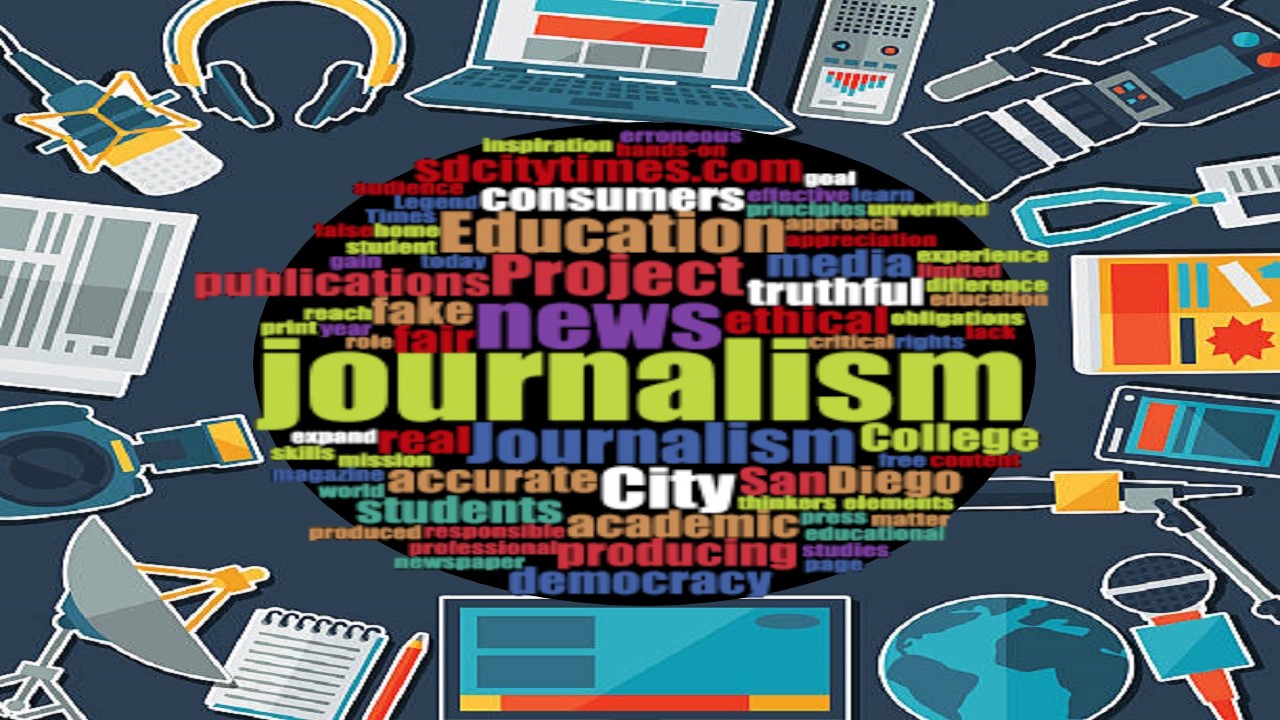 inspiration erroneous
hands-on
sdcitytimes.com goal
audience consumers effective learn
Legend
Times principles unverified
false home Education approach
student appreciation
gain today media experience
publications Project limited
truthful difference
education
reach fake news ethical obligations
print year
role fair critical rights lack
journalism
expand real Journalism College
skills mission free content
magazine accurate City San Diego
world thinkers elements
students academic press matter
produced responsible educational
professional producing studies
newspaper page
democracy